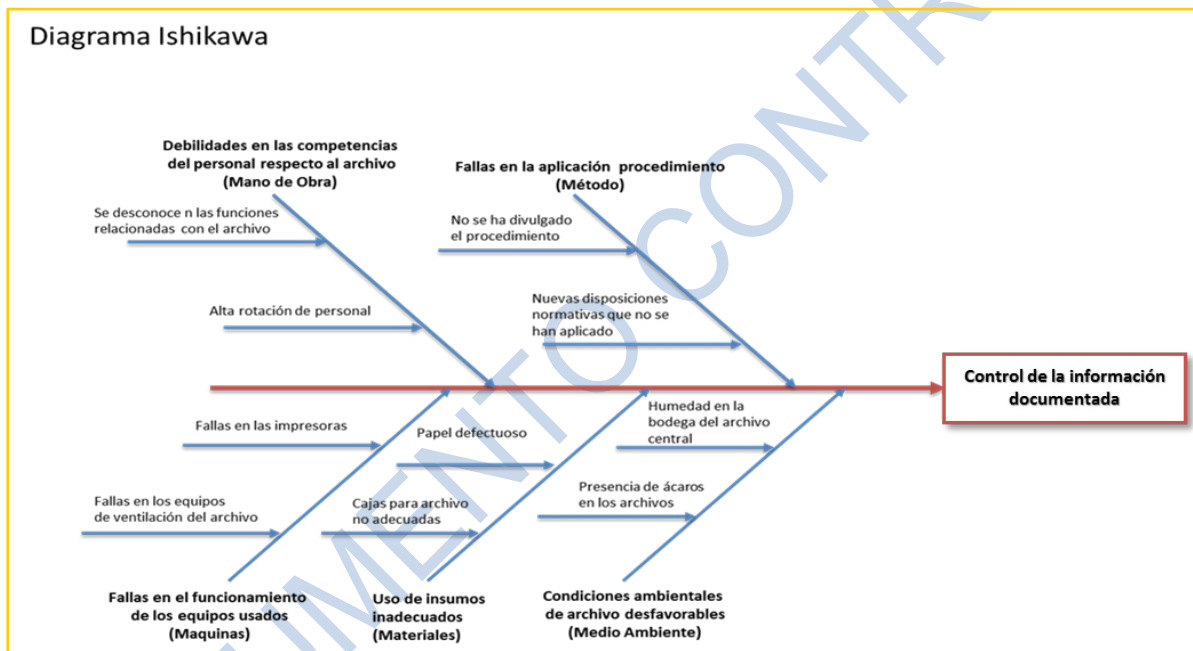 Diagrama Ishikawa
Debilidades en las competencias
del personal respecto al archivo
(Mano de Obra)
Se desconoce n las funciones
relacionadas con el archivo
Alta rotación de personal
Fallas en la aplicación procedimiento
(Método)
No se ha divulgado
el procedimiento
Nuevas disposiciones
normativas que no se
han aplicado
Control de la información
documentada
Fallas en las impresoras
Fallas en los equipos
de ventilación del archivo
Fallas en el funcionamiento
de los equipos usados
(Maquinas)
Papel defectuoso
Cajas para archivo
no adecuadas
Uso de insumos
inadecuados
(Materiales)
Humedad en la
bodega del archivo
central
Presencia de ácaros
en los archivos
Condiciones ambientales
de archivo desfavorables
(Medio Ambiente)
UMENTO CONTR